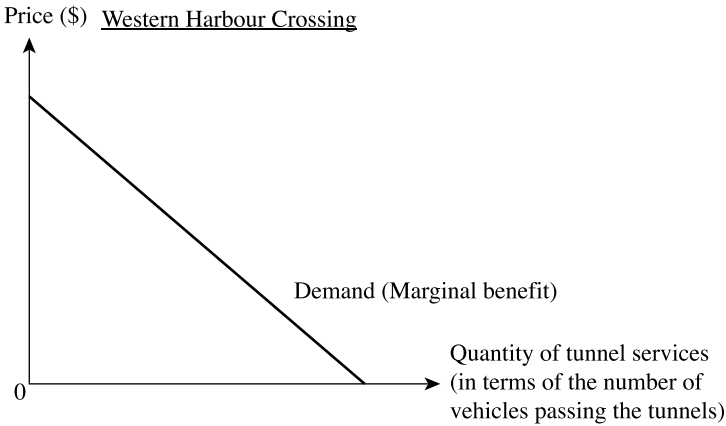 Price ($)
Western Harbour Crossing
Demand (Marginal benefit)
Quantity of tunnel services
(in terms of the number of
vehicles passing the tunnels)
0